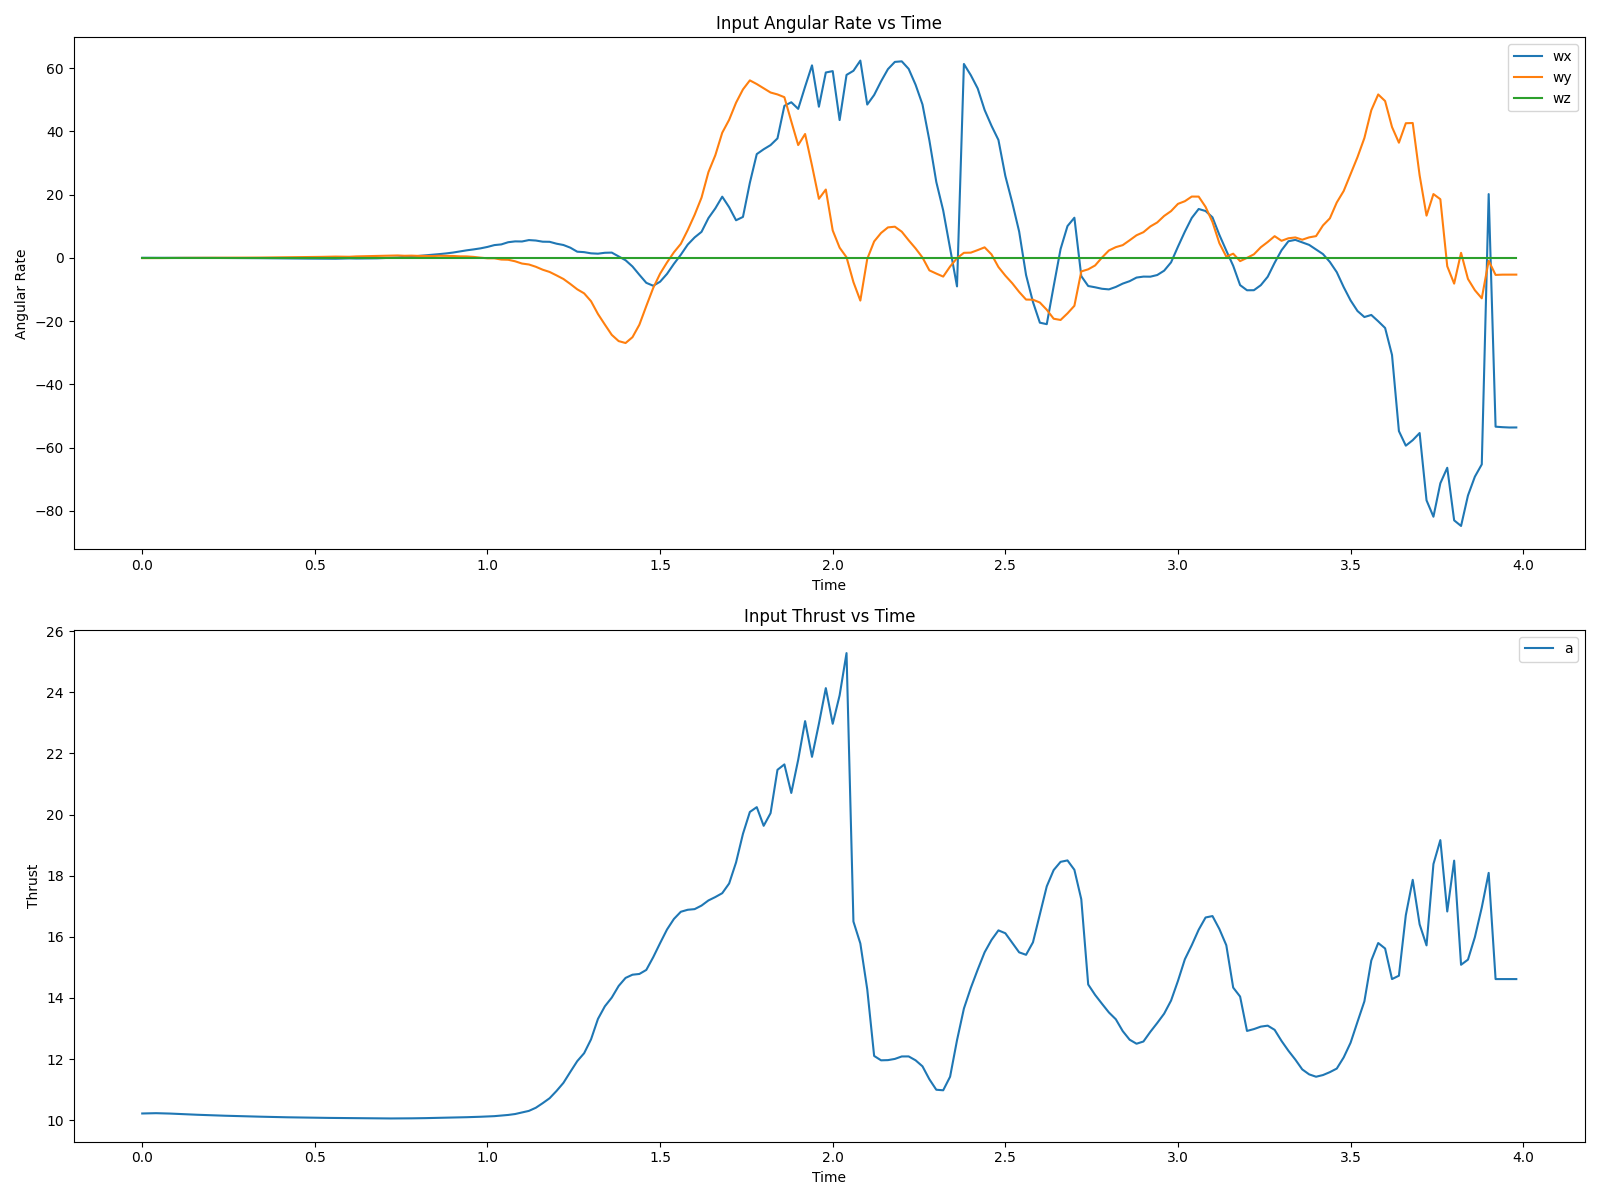 Input Angular Rate vs Time
wx
wy
wz
60
40
20
0
−20
−40
−60
−80
Angular Rate
0.0 0.5 1.0 1.5 2.0 2.5 3.0 3.5 4.0
Time
Input Thrust vs Time
a
26
24
22
20
18
16
14
12
10
Thrust
0.0 0.5 1.0 1.5 2.0 2.5 3.0 3.5 4.0
Time